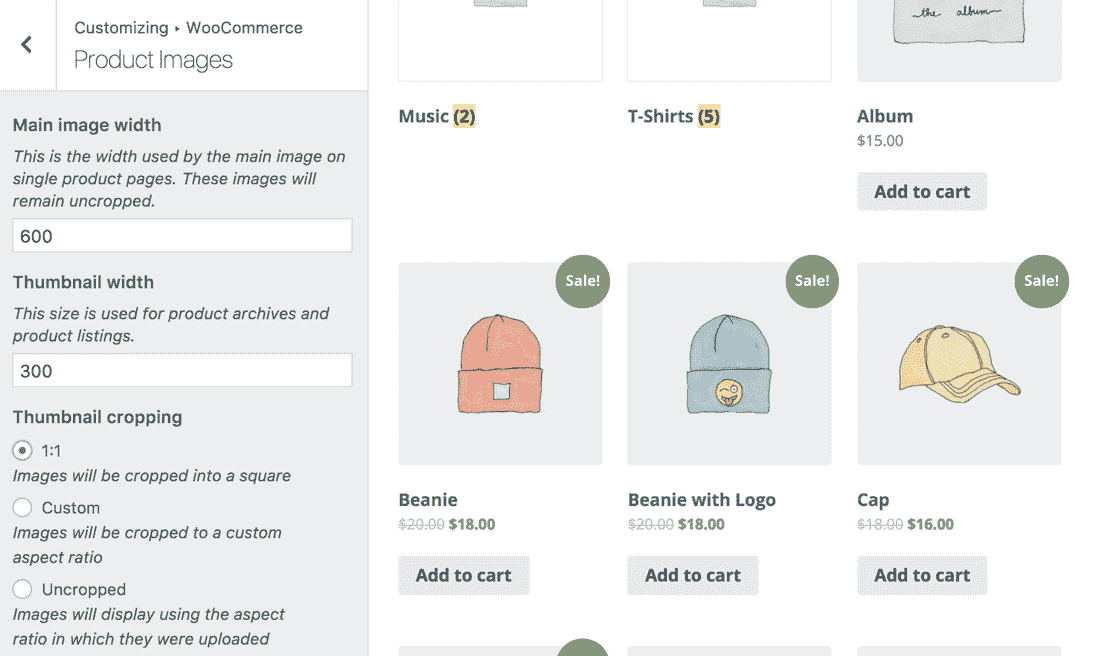 Customizing ▸ WooCommerce
Product Images
Main image width
This is the width used by the main image on
single product pages. These images will
remain uncropped.
600
Thumbnail width
This size is used for product archives and
product listings.
300
Thumbnail cropping
1:1
Images will be cropped into a square
Custom
Images will be cropped to a custom
aspect ratio
Uncropped
Images will display using the aspect
ratio in which they were uploaded
the album
Music (2)
T-Shirts (5)
Album
$15.00
Add to cart
Sale!
Sale!
Sale!
Beanie
$20.00 $18.00
Add to cart
Beanie with Logo
$20.00 $18.00
Add to cart
Cap
$18.00 $16.00
Add to cart